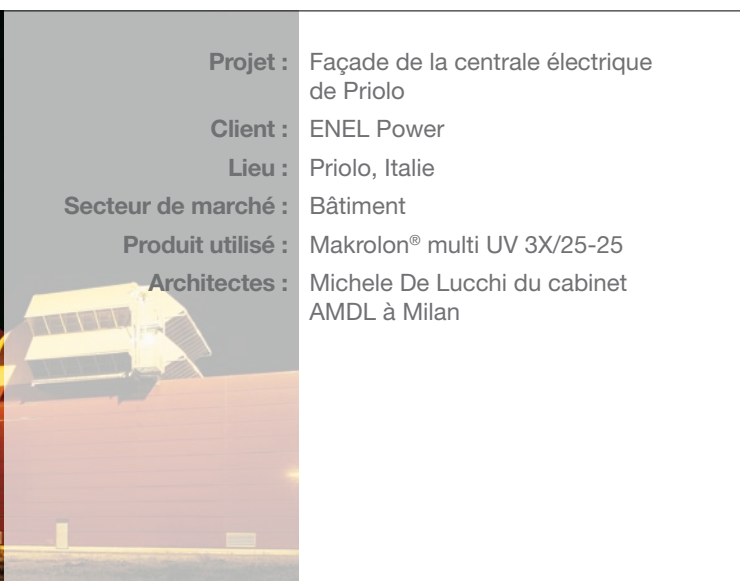 Projet : Façade de la centrale électrique
de Priolo
Client : ENEL Power
Lieu : Priolo, Italie
Secteur de marché : Bâtiment
Produit utilisé : Makrolon® multi UV 3X/25-25
Architectes : Michele De Lucchi du cabinet
AMDL à Milan